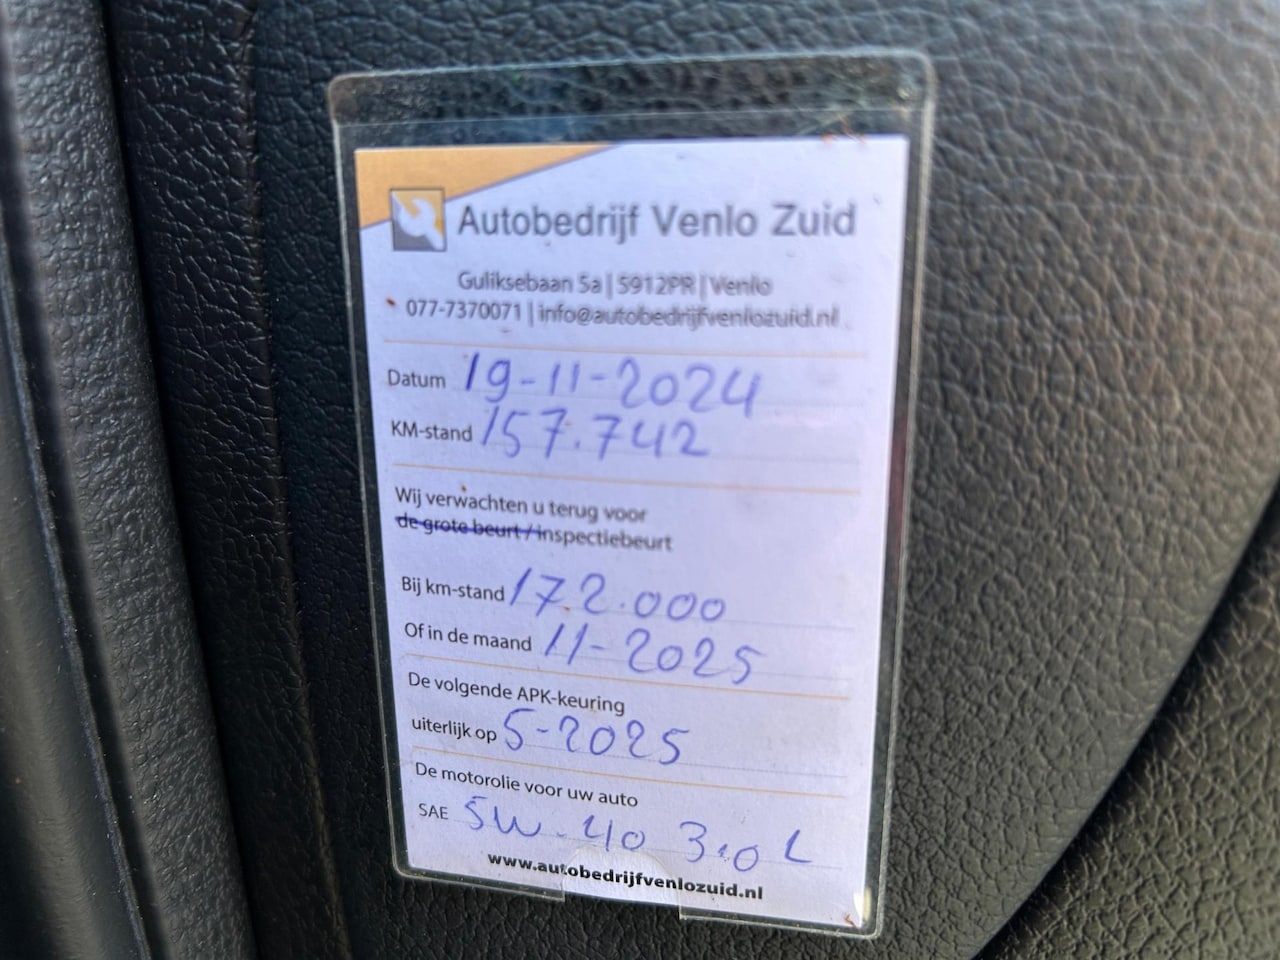 Autobedrijf Venlo Zuid
Guliksebaan 5a | 5912PR | Venlo
077-7370071 | info@autobedrijfvenlozuid.nl
Datum 19-11-2024
KM-stand 157.742
Wij verwachten u terug voor
de grote beurt / inspectiebeurt
Bij km-stand 172.000
Of in de maand 11-2025
De volgende APK-keuring
uiterlijk op 5-2025
De motorolie voor uw auto
SAE 5W-40 3.0 L
www.autobedrijfvenlozuid.nl